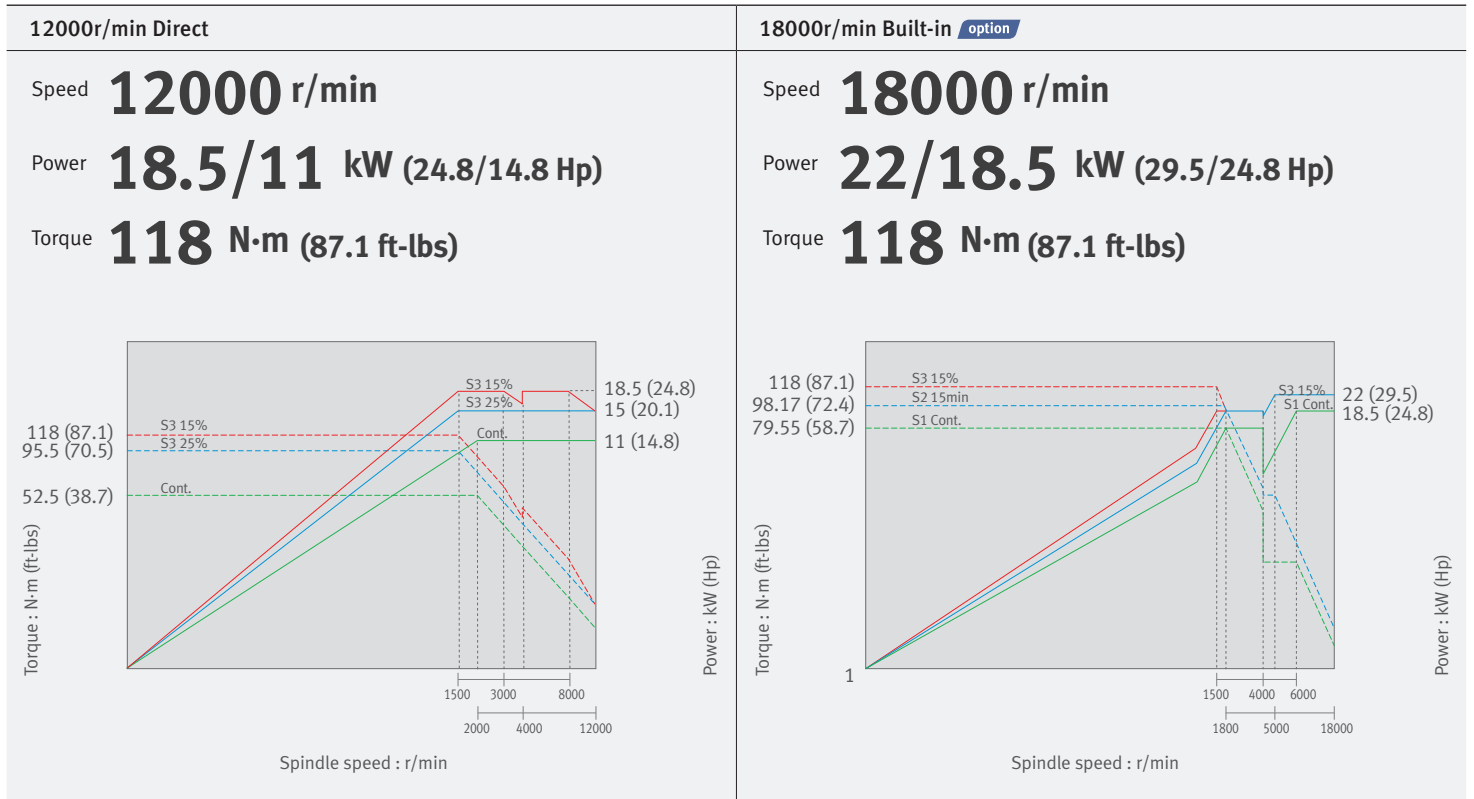 12000r/min Direct
Speed 12000 r/min
Power 18.5/11 kW (24.8/14.8 Hp)
Torque 118 N·m (87.1 ft-lbs)
S3 15%
18.5 (24.8)
S3 25%
15 (20.1)
118 (87.1)
S3 15%
Cont.
11 (14.8)
95.5 (70.5)
S3 25%
52.5 (38.7)
Cont.
Torque : N·m (ft-lbs)
Power : kW (Hp)
1500 3000 8000
2000 4000 12000
Spindle speed : r/min
18000r/min Built-in option
Speed 18000 r/min
Power 22/18.5 kW (29.5/24.8 Hp)
Torque 118 N·m (87.1 ft-lbs)
118 (87.1)
S3 15%
S3 15%
22 (29.5)
98.17 (72.4)
S2 15min
S1 Cont.
18.5 (24.8)
79.55 (58.7)
S1 Cont.
Torque : N·m (ft-lbs)
Power : kW (Hp)
1
1500 4000 6000
1800 5000 18000
Spindle speed : r/min